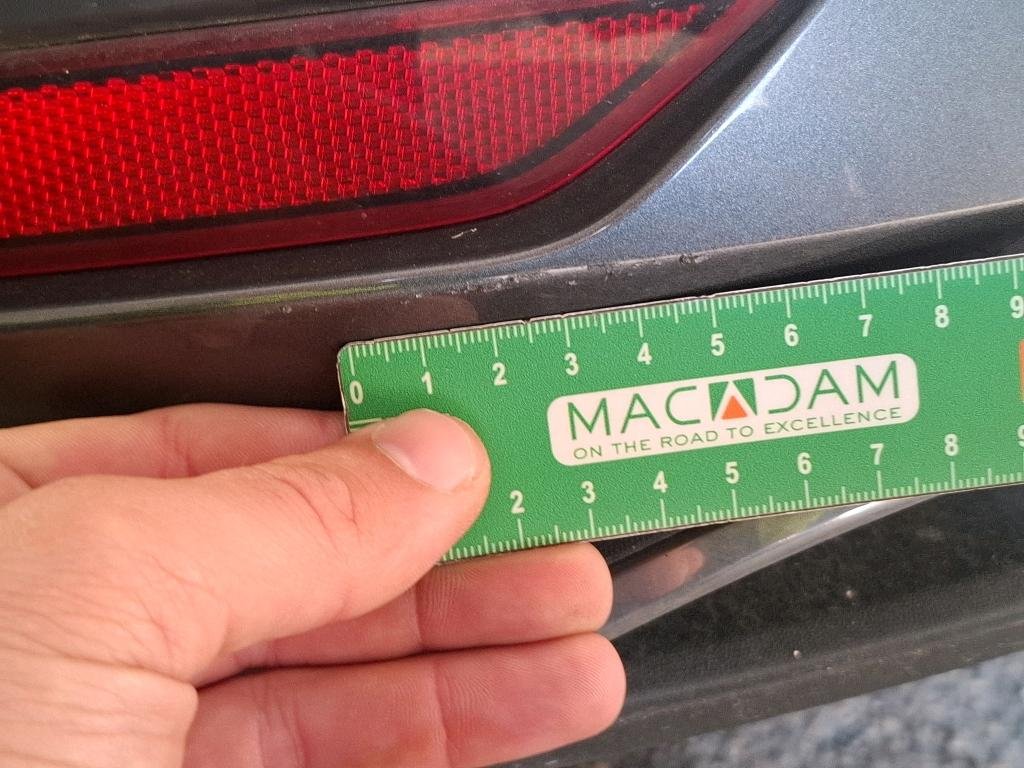 0 1 2 3 4 5 6 7 8 9
MACADAM
ON THE ROAD TO EXCELLENCE
2 3 4 5 6 7 8 9